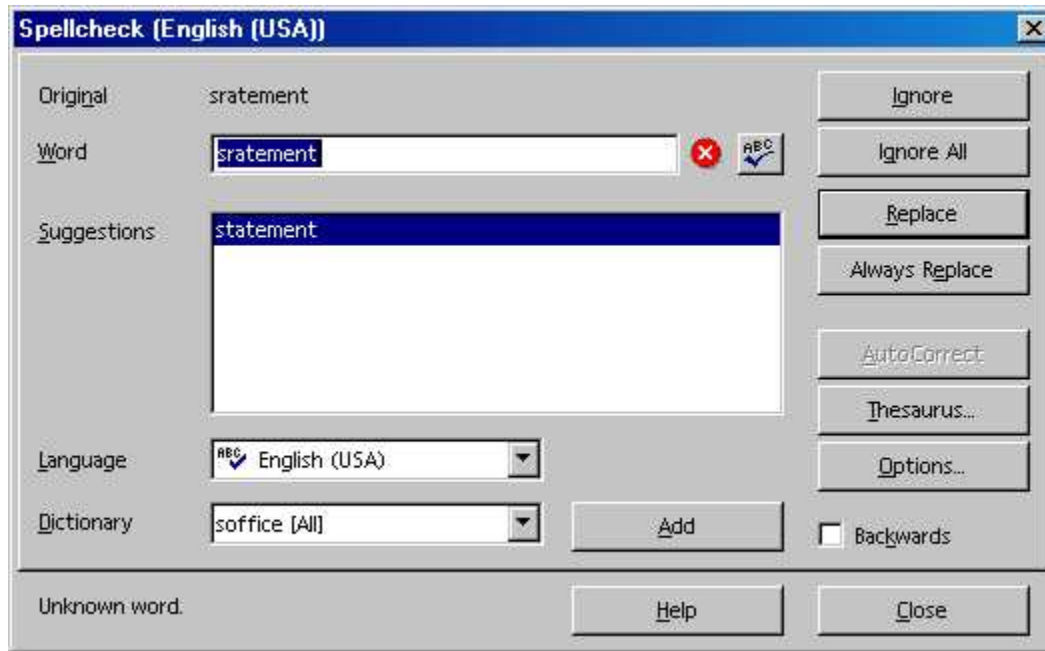 Spellcheck (English (USA))
Original sratement Ignore
Word sratement ABC Ignore All
Suggestions statement Replace
Always Replace
AutoCorrect
Thesaurus...
Language ABC English (USA) Options...
Dictionary soffice [All] Add Backwards
Unknown word. Help Close